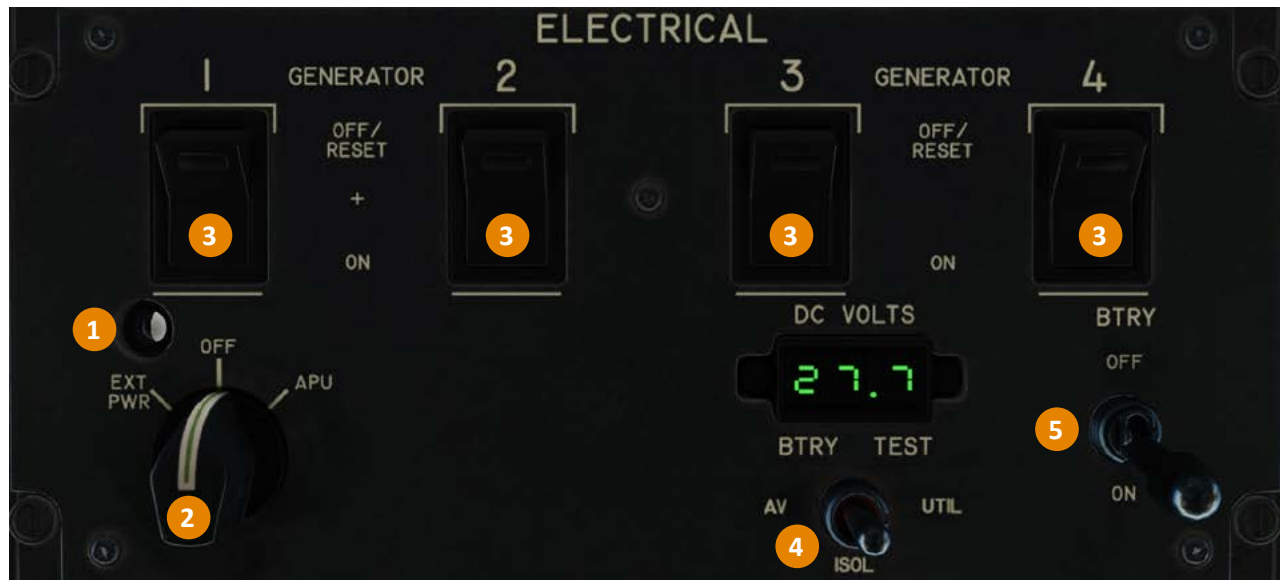 ELECTRICAL
1 GENERATOR 2 3 GENERATOR 4
OFF/
RESET
OFF/
RESET
+
ON
ON
3 3 3 3
1
OFF
EXT
PWR
APU
2
DC VOLTS
27.7
BTRY TEST
AV UTIL
4
ISOL
BTRY
OFF
5
ON